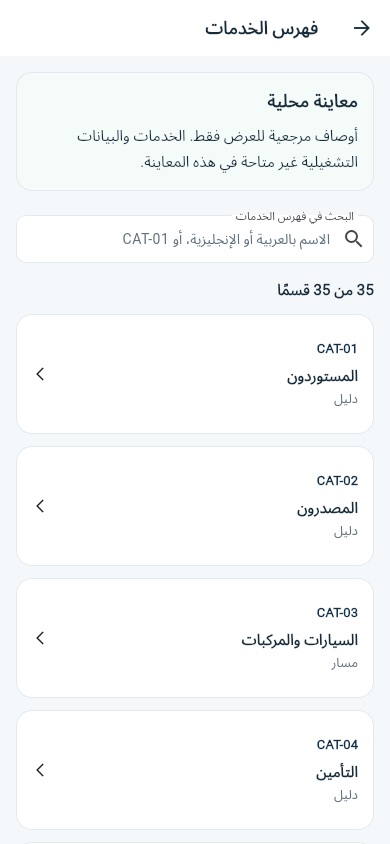 فهرس الخدمات
معاينة محلية
أوصاف مرجعية للعرض فقط. الخدمات والبيانات
التشغيلية غير متاحة في هذه المعاينة.
البحث في فهرس الخدمات
الاسم بالعربية أو الإنجليزية، أو CAT-01
35 من 35 قسمًا
CAT-01
المستوردون
دليل
CAT-02
المصدرون
دليل
CAT-03
السيارات والمركبات
مسار
CAT-04
التأمين
دليل